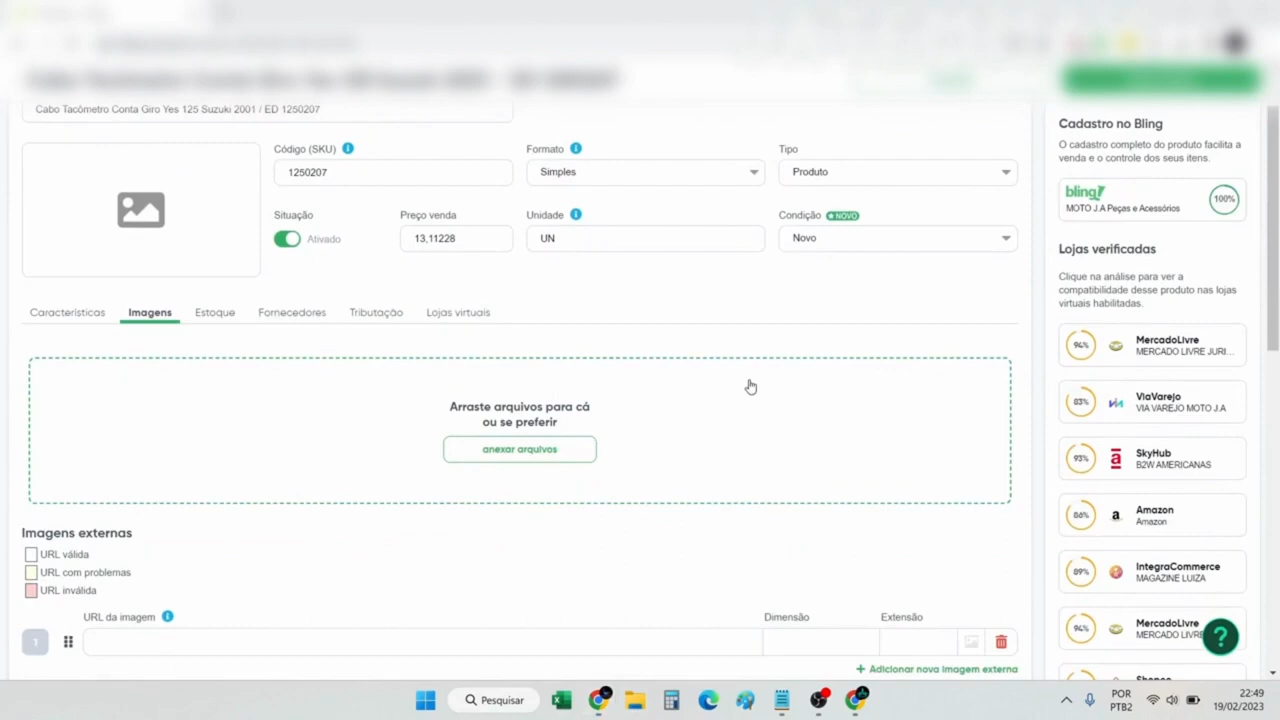 Cabo Tacômetro Conta Giro Yes 125 Suzuki 2001 / ED 1250207
Código (SKU)
Formato
Tipo
1250207
Simples
Produto
Situação
Preço venda
Unidade
Condição
NOVO
Ativado
13,11228
UN
Novo
Características
Imagens
Estoque
Fornecedores
Tributação
Lojas virtuais
Arraste arquivos para cá
ou se preferir
anexar arquivos
Imagens externas
URL válida
URL com problemas
URL inválida
URL da imagem
Dimensão
Extensão
1
+ Adicionar nova imagem externa
Cadastro no Bling
O cadastro completo do produto facilita a
venda e o controle dos seus itens.
bling!
MOTO J.A Peças e Acessórios
100%
Lojas verificadas
Clique na análise para ver a
compatibilidade desse produto nas lojas
virtuais habilitadas.
94%
MercadoLivre
MERCADO LIVRE JURI...
83%
via
ViaVarejo
VIA VAREJO MOTO J.A
93%
SkyHub
B2W AMERICANAS
86%
Amazon
Amazon
89%
IntegraCommerce
MAGAZINE LUIZA
94%
MercadoLivre
MERCADO LIVRE
?
Shopee
Pesquisar
POR
PTB2
22:49
19/02/2023